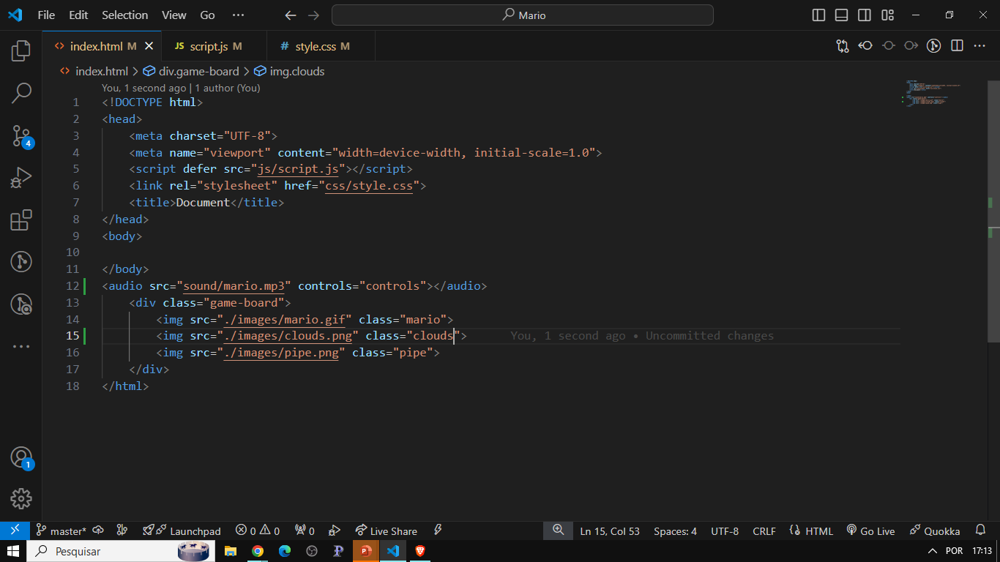 File Edit Selection View Go ··· Mario
index.html M JS script.js M # style.css M
index.html > div.game-board > img.clouds
You, 1 second ago | 1 author (You)
1 <!DOCTYPE html>
2 <head>
3 <meta charset="UTF-8">
4 <meta name="viewport" content="width=device-width, initial-scale=1.0">
5 <script defer src="js/script.js"></script>
6 <link rel="stylesheet" href="css/style.css">
7 <title>Document</title>
8 </head>
9 <body>
10
11 </body>
12 <audio src="sound/mario.mp3" controls="controls"></audio>
13 <div class="game-board">
14 <img src="./images/mario.gif" class="mario">
15 <img src="./images/clouds.png" class="clouds"> You, 1 second ago • Uncommitted changes
16 <img src="./images/pipe.png" class="pipe">
17 </div>
18 </html>
4
1
master* Launchpad 0 0 0 Live Share Ln 15, Col 53 Spaces: 4 UTF-8 CRLF HTML Go Live Quokka
Pesquisar POR 17:13